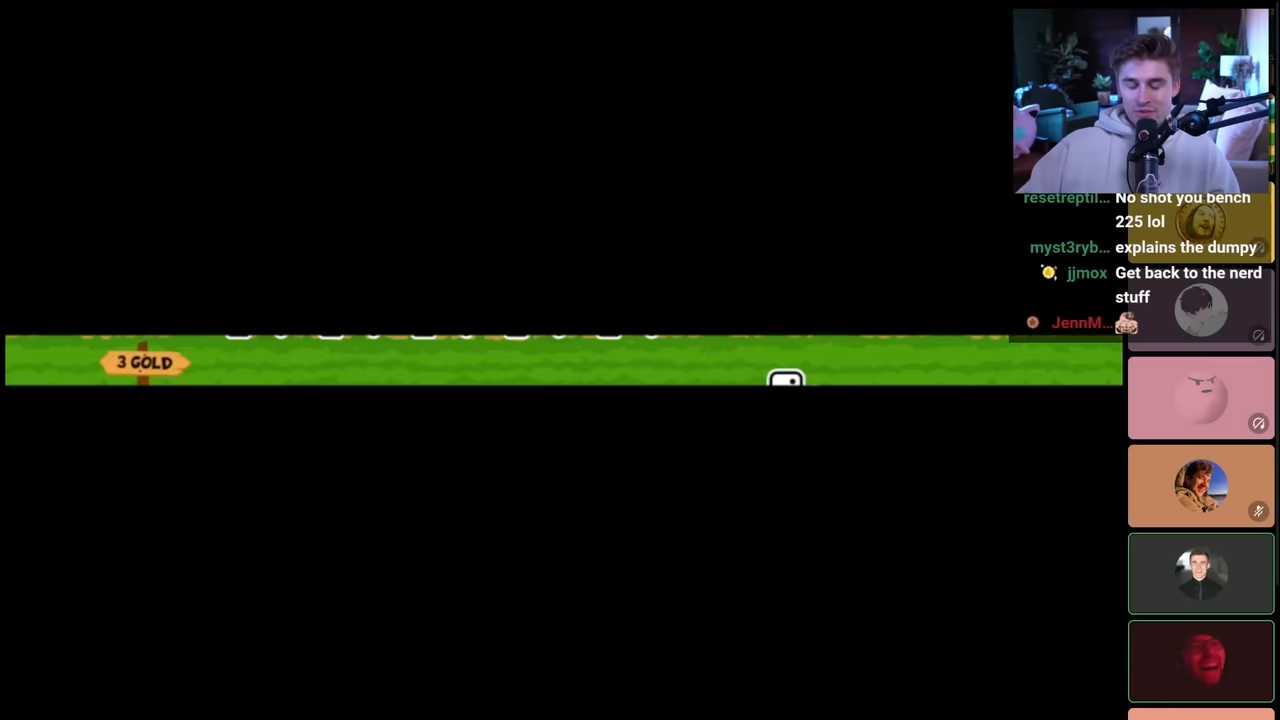 resetreptil... No shot you bench
225 lol
myst3ryb... explains the dumpy
jjmox Get back to the nerd
stuff
JennM...
3 GOLD